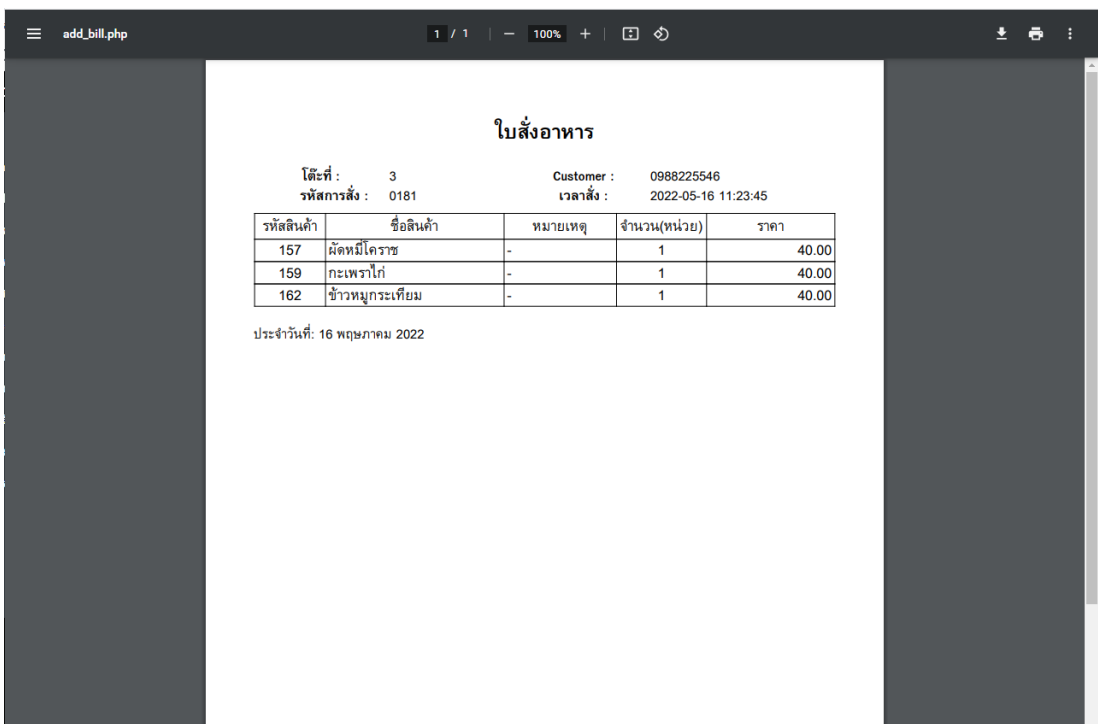 add_bill.php 1 / 1 100%
ใบสั่งอาหาร
โต๊ะที่ : 3 Customer : 0988225546
รหัสการสั่ง : 0181 เวลาสั่ง : 2022-05-16 11:23:45
รหัสสินค้า ชื่อสินค้า หมายเหตุ จำนวน(หน่วย) ราคา
157 ผัดหมี่โคราช - 1 40.00
159 กะเพราไก่ - 1 40.00
162 ข้าวหมูกระเทียม - 1 40.00
ประจำวันที่: 16 พฤษภาคม 2022